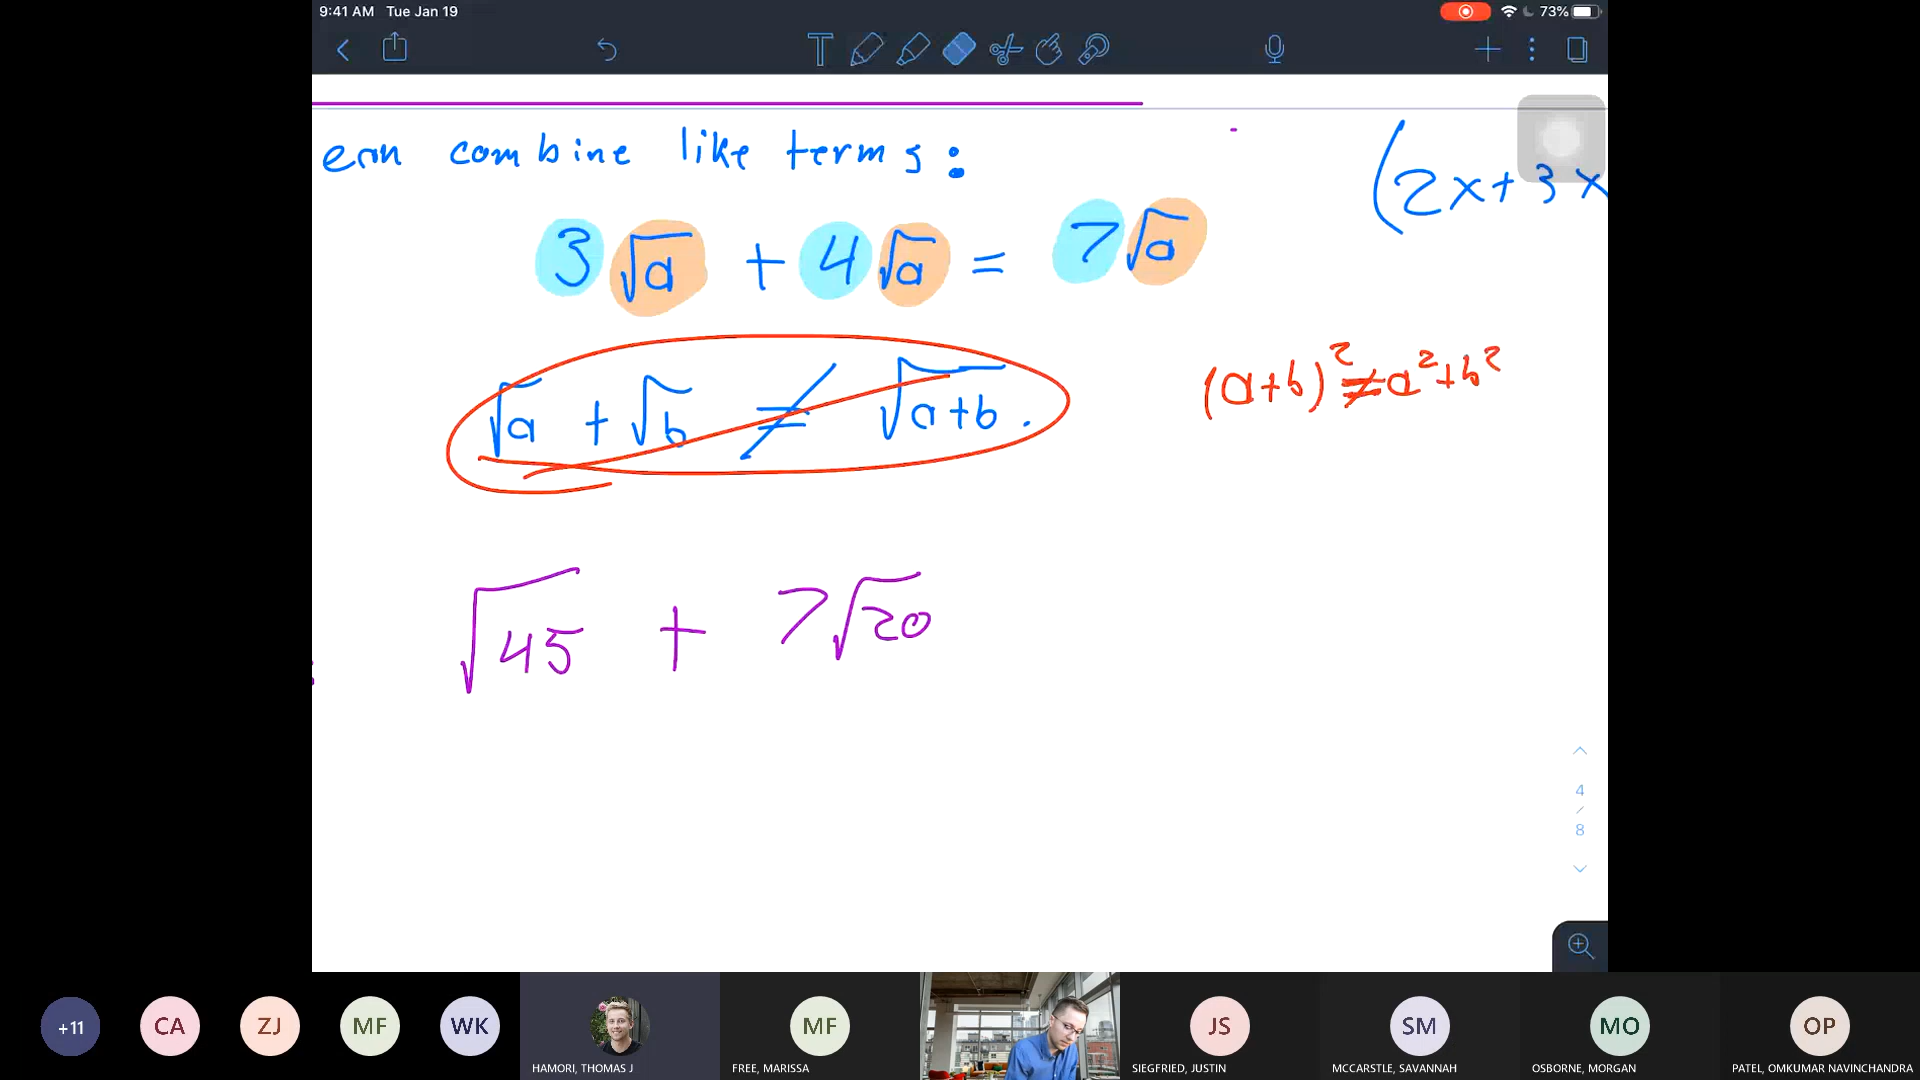 9:41 AM Tue Jan 19
73%
can combine like terms:
(2x+3x
3√a + 4√a = 7√a
√a + √b ≠ √a+b.
(a+b)² ≠ a²+b²
√45 + 7√20
4
/
8
+11
CA
ZJ
MF
WK
MF
JS
SM
MO
OP
HAMORI, THOMAS J
FREE, MARISSA
SIEGFRIED, JUSTIN
MCCARSTLE, SAVANNAH
OSBORNE, MORGAN
PATEL, OMKUMAR NAVINCHANDRA